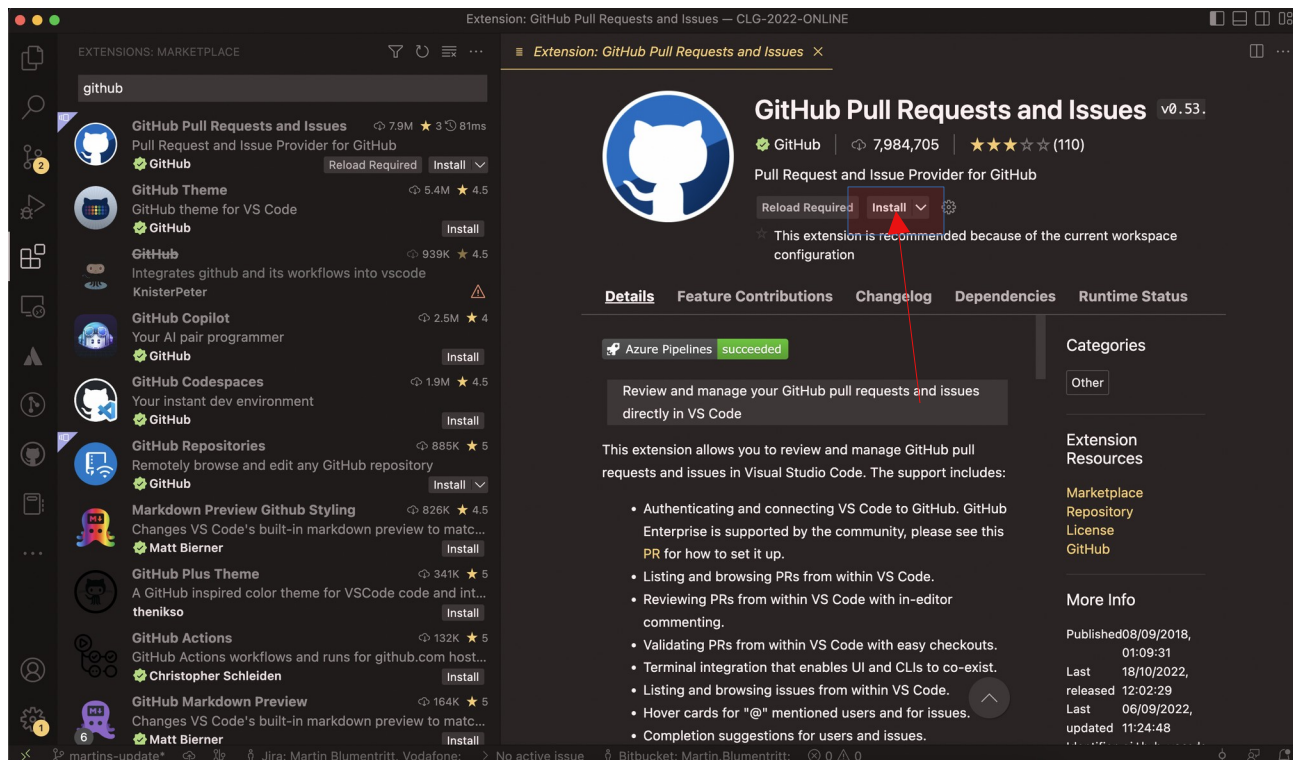 Extension: GitHub Pull Requests and Issues — CLG-2022-ONLINE
EXTENSIONS: MARKETPLACE
github
GitHub Pull Requests and Issues 7.9M ★ 3 81ms
Pull Request and Issue Provider for GitHub
GitHub Reload Required Install
GitHub Theme 5.4M ★ 4.5
GitHub theme for VS Code
GitHub Install
GitHub 939K ★ 4.5
Integrates github and its workflows into vscode
KnisterPeter
GitHub Copilot 2.5M ★ 4
Your AI pair programmer
GitHub Install
GitHub Codespaces 1.9M ★ 4.5
Your instant dev environment
GitHub Install
GitHub Repositories 885K ★ 5
Remotely browse and edit any GitHub repository
GitHub Install
Markdown Preview Github Styling 826K ★ 4.5
Changes VS Code's built-in markdown preview to matc...
Matt Bierner Install
GitHub Plus Theme 341K ★ 5
A GitHub inspired color theme for VSCode code and int...
thenikso Install
GitHub Actions 132K ★ 5
GitHub Actions workflows and runs for github.com host...
Christopher Schleiden Install
GitHub Markdown Preview 164K ★ 5
Changes VS Code's built-in markdown preview to matc...
Matt Bierner Install
2
1
6
M↓
M↓
Extension: GitHub Pull Requests and Issues ×
GitHub Pull Requests and Issues v0.53.
GitHub 7,984,705 ★★★☆☆ (110)
Pull Request and Issue Provider for GitHub
Reload Required Install
☆ This extension is recommended because of the current workspace
configuration
Details Feature Contributions Changelog Dependencies Runtime Status
Azure Pipelines succeeded
Review and manage your GitHub pull requests and issues
directly in VS Code
This extension allows you to review and manage GitHub pull
requests and issues in Visual Studio Code. The support includes:
• Authenticating and connecting VS Code to GitHub. GitHub
Enterprise is supported by the community, please see this
PR for how to set it up.
• Listing and browsing PRs from within VS Code.
• Reviewing PRs from within VS Code with in-editor
commenting.
• Validating PRs from within VS Code with easy checkouts.
• Terminal integration that enables UI and CLIs to co-exist.
• Listing and browsing issues from within VS Code.
• Hover cards for "@" mentioned users and for issues.
• Completion suggestions for users and issues.
Categories
Other
Extension
Resources
Marketplace
Repository
License
GitHub
More Info
Published 08/09/2018,
01:09:31
Last 18/10/2022,
released 12:02:29
Last 06/09/2022,
updated 11:24:48
martins-update* Jira: Martin Blumentritt, Vodafone: > No active issue Bitbucket: Martin.Blumentritt: 0 0